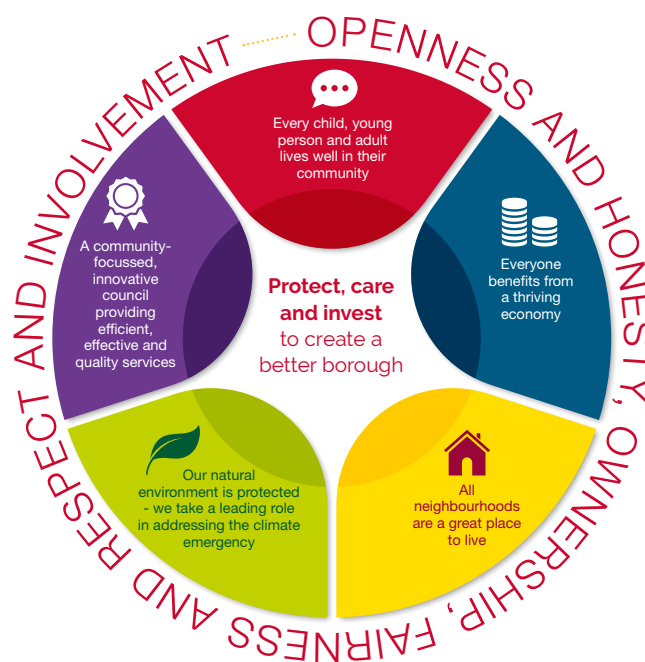 OPENNESS AND HONESTY, OWNERSHIP, FAIRNESS AND RESPECT AND INVOLVEMENT
Every child, young
person and adult
lives well in their
community
Everyone
benefits from
a thriving
economy
All
neighbourhoods
are a great place
to live
Our natural
environment is protected
- we take a leading role
in addressing the climate
emergency
A community-
focussed,
innovative
council
providing
efficient,
effective and
quality services
Protect, care
and invest
to create a
better borough